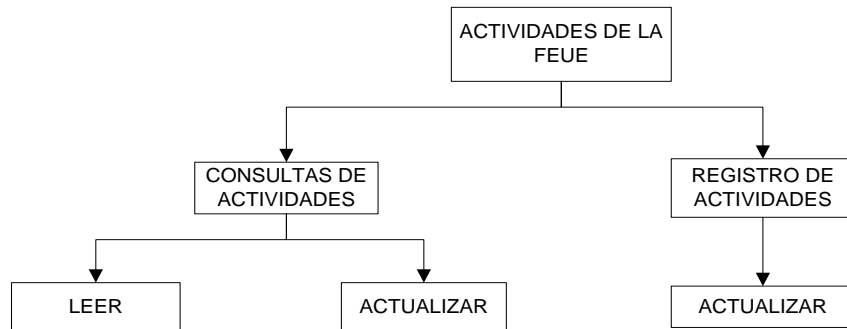 ACTIVIDADES DE LA
FEUE
CONSULTAS DE
ACTIVIDADES
REGISTRO DE
ACTIVIDADES
LEER
ACTUALIZAR
ACTUALIZAR